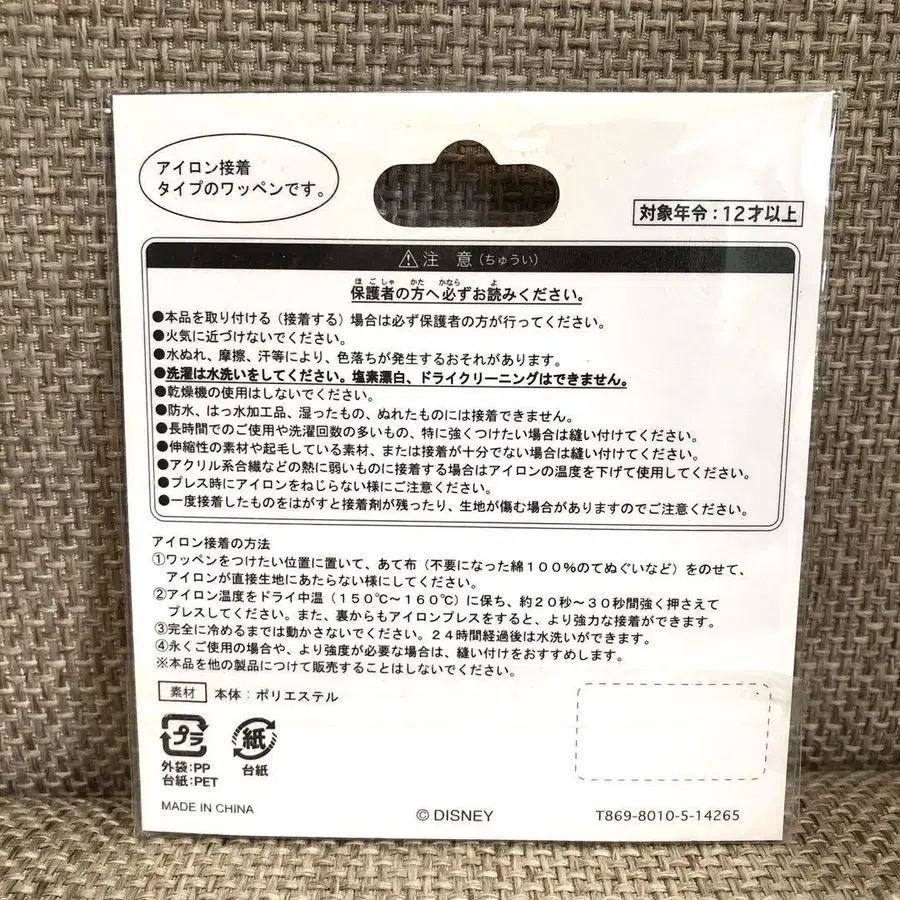 アイロン接着
タイプのワッペンです。
対象年令：12才以上
⚠注　意（ちゅうい）
ほごしゃ　かた　かなら　よ
保護者の方へ必ずお読みください。
●本品を取り付ける（接着する）場合は必ず保護者の方が行ってください。
●火気に近づけないでください。
●水ぬれ、摩擦、汗等により、色落ちが発生するおそれがあります。
●洗濯は水洗いをしてください。塩素漂白、ドライクリーニングはできません。
●乾燥機の使用はしないでください。
●防水、はっ水加工品、湿ったもの、ぬれたものには接着できません。
●長時間でのご使用や洗濯回数の多いもの、特に強くつけたい場合は縫い付けてください。
●伸縮性の素材や起毛している素材、または接着が十分でない場合は縫い付けてください。
●アクリル系合繊などの熱に弱いものに接着する場合はアイロンの温度を下げて使用してください。
●プレス時にアイロンをねじらない様にご注意ください。
●一度接着したものをはがすと接着剤が残ったり、生地が傷む場合がありますのでご注意ください。
アイロン接着の方法
①ワッペンをつけたい位置に置いて、あて布（不要になった綿１００％のてぬぐいなど）をのせて、
アイロンが直接生地にあたらない様にしてください。
②アイロン温度をドライ中温（１５０℃～１６０℃）に保ち、約２０秒～３０秒間強く押さえて
プレスしてください。また、裏からもアイロンプレスをすると、より強力な接着ができます。
③完全に冷めるまでは動かさないでください。２４時間経過後は水洗いができます。
④永くご使用の場合や、より強度が必要な場合は、縫い付けをおすすめします。
※本品を他の製品につけて販売することはしないでください。
素材 本体：ポリエステル
プラ 紙
外袋:PP
台紙:PET
台紙
MADE IN CHINA
© DISNEY
T869-8010-5-14265